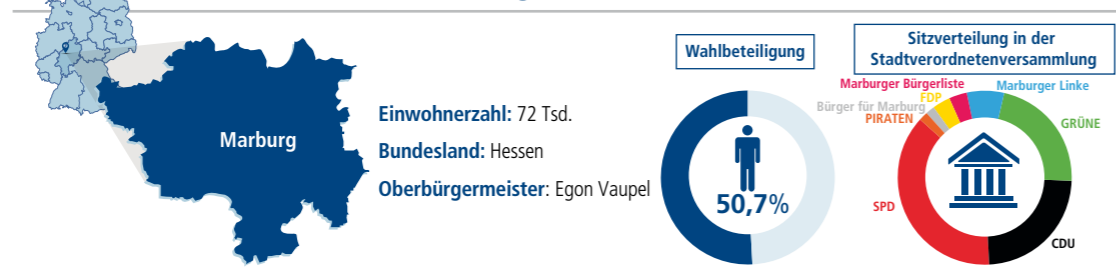 Marburg
Einwohnerzahl: 72 Tsd.
Bundesland: Hessen
Oberbürgermeister: Egon Vaupel
Wahlbeteiligung
50,7%
Sitzverteilung in der
Stadtverordnetenversammlung
Marburger Bürgerliste
Marburger Linke
FDP
Bürger für Marburg
PIRATEN
GRÜNE
SPD
CDU